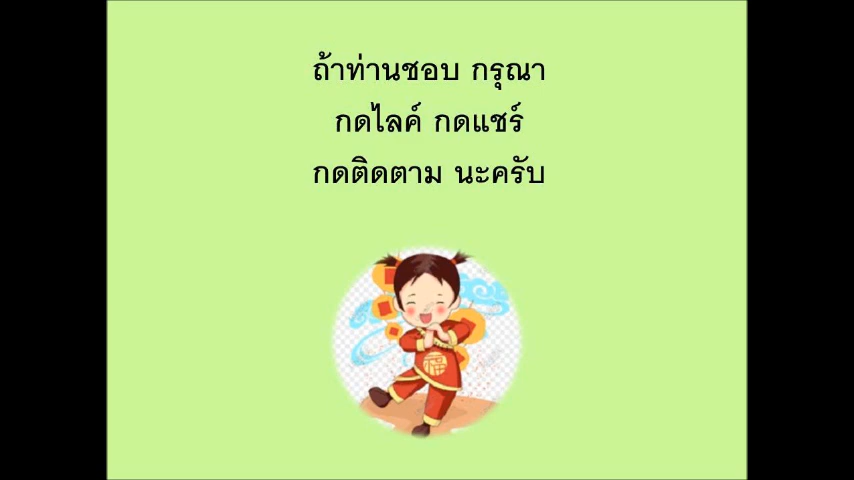 ถ้าท่านชอบ กรุณา
กดไลค์ กดแชร์
กดติดตาม นะครับ
福